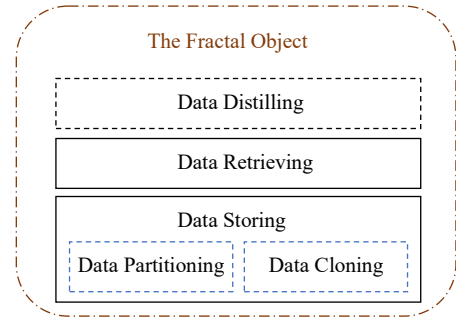 The Fractal Object
Data Distilling
Data Retrieving
Data Storing
Data Partitioning
Data Cloning